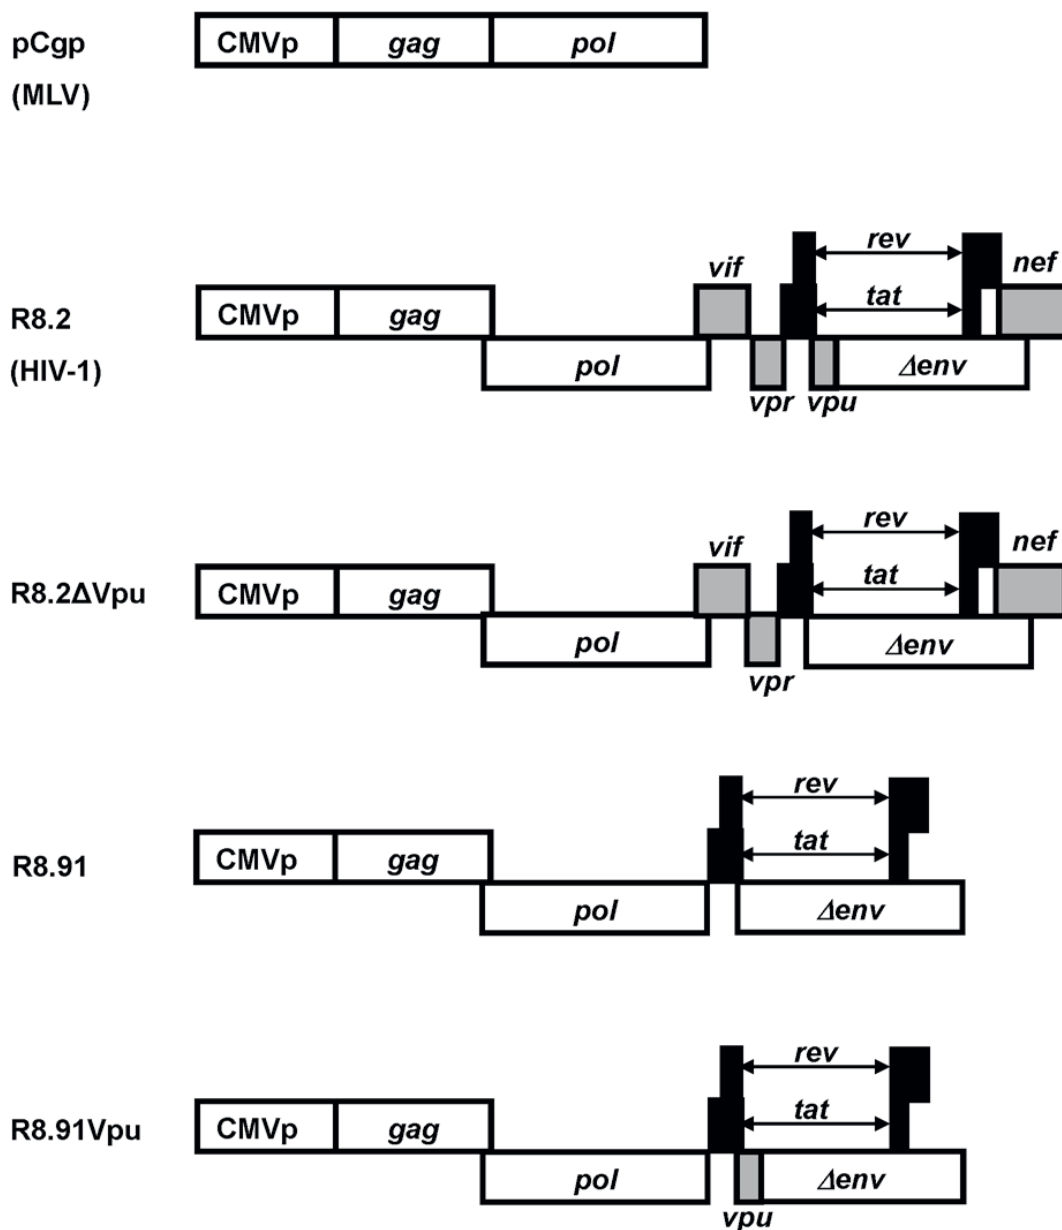 pCgp CMVp gag pol
(MLV)
rev
vif nef
R8.2 CMVp gag tat
(HIV-1) pol Δenv
vpr vpu
rev
vif nef
R8.2ΔVpu CMVp gag tat
pol Δenv
vpr
rev
R8.91 CMVp gag tat
pol Δenv
rev
R8.91Vpu CMVp gag tat
pol Δenv
vpu